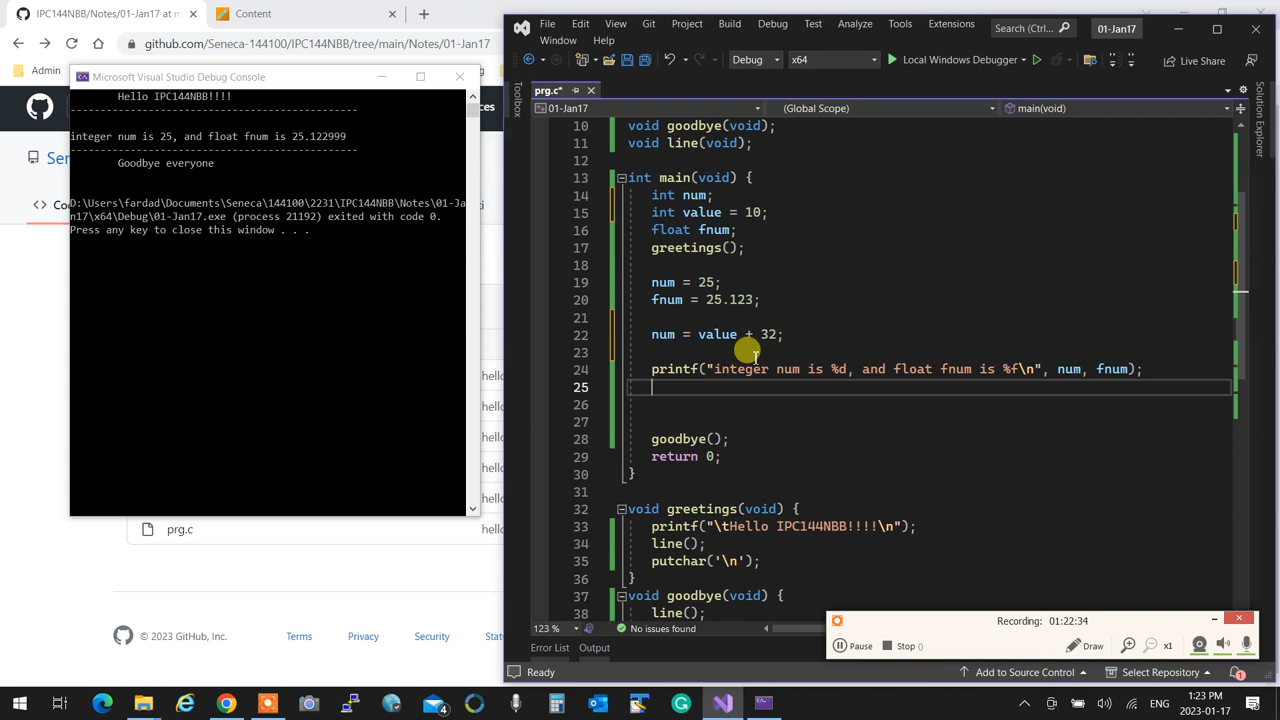 IPC144NBB/Notes/01-Jan17 at m
Content
github.com/Seneca-144100/IPC144NBB/tree/main/Notes/01-Jan17
Admin
Microsoft Visual Studio Debug Console
Hello IPC144NBB!!!!
---------------------------------------------
integer num is 25, and float fnum is 25.122999
---------------------------------------------
Goodbye everyone
D:\Users\fardad\Documents\Seneca\144100\2231\IPC144NBB\Notes\01-Ja
n17\x64\Debug\01-Jan17.exe (process 21192) exited with code 0.
Press any key to close this window . . .
prg.c
© 2023 GitHub, Inc.
Terms
Privacy
Security
File Edit View Git Project Build Debug Test Analyze Tools Extensions
Window Help
Search (Ctrl...
01-Jan17
Debug
x64
Local Windows Debugger
Live Share
Toolbox
prg.c*
01-Jan17
(Global Scope)
main(void)
Solution Explorer
10 void goodbye(void);
11 void line(void);
12
13 int main(void) {
14 int num;
15 int value = 10;
16 float fnum;
17 greetings();
18
19 num = 25;
20 fnum = 25.123;
21
22 num = value + 32;
23
24 printf("integer num is %d, and float fnum is %f\n", num, fnum);
25
26
27
28 goodbye();
29 return 0;
30 }
31
32 void greetings(void) {
33 printf("\tHello IPC144NBB!!!!\n");
34 line();
35 putchar('\n');
36 }
37 void goodbye(void) {
38 line();
123 %
No issues found
Error List
Output
Ready
Add to Source Control
Select Repository
1
Recording: 01:22:34
Pause
Stop ()
Draw
x1
4
ENG
1:23 PM
2023-01-17